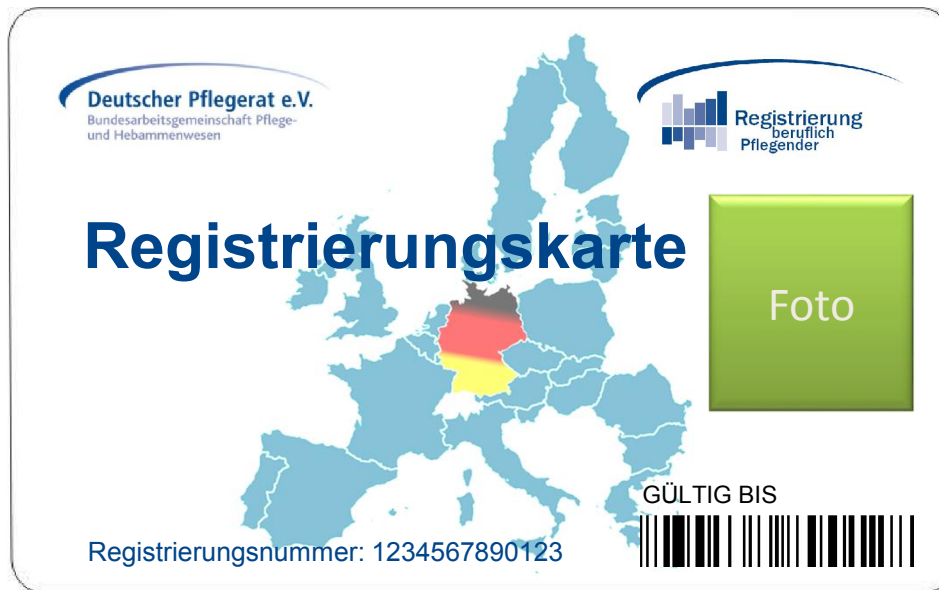 Deutscher Pflegerat e.V.
Bundesarbeitsgemeinschaft Pflege-
und Hebammenwesen
Registrierung
beruflich
Pflegender
Registrierungskarte
Foto
GÜLTIG BIS
Registrierungsnummer: 1234567890123